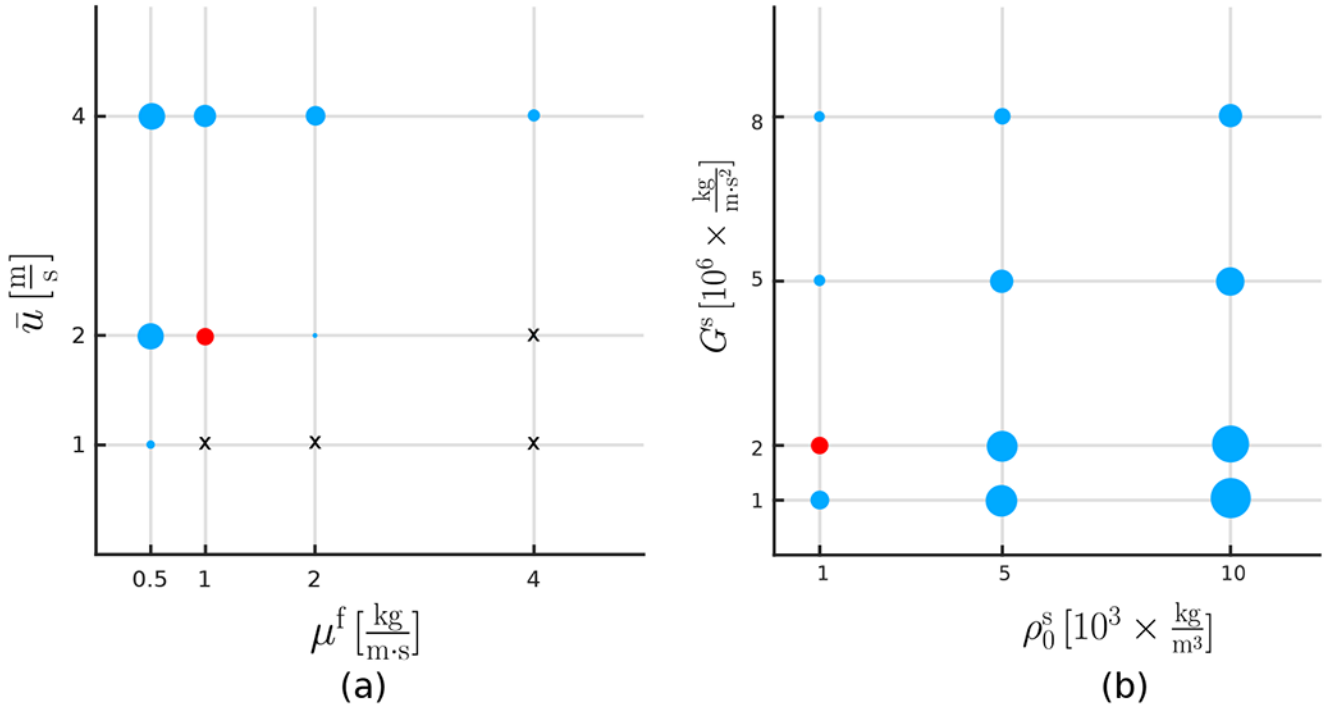 4
2
1
x
x x x
0.5 1 2 4
ū [m/s]
μ^f [kg/m·s]
(a)
8
5
2
1
1 5 10
G^s [10^6 × kg/m·s^2]
ρ_0^s [10^3 × kg/m^3]
(b)